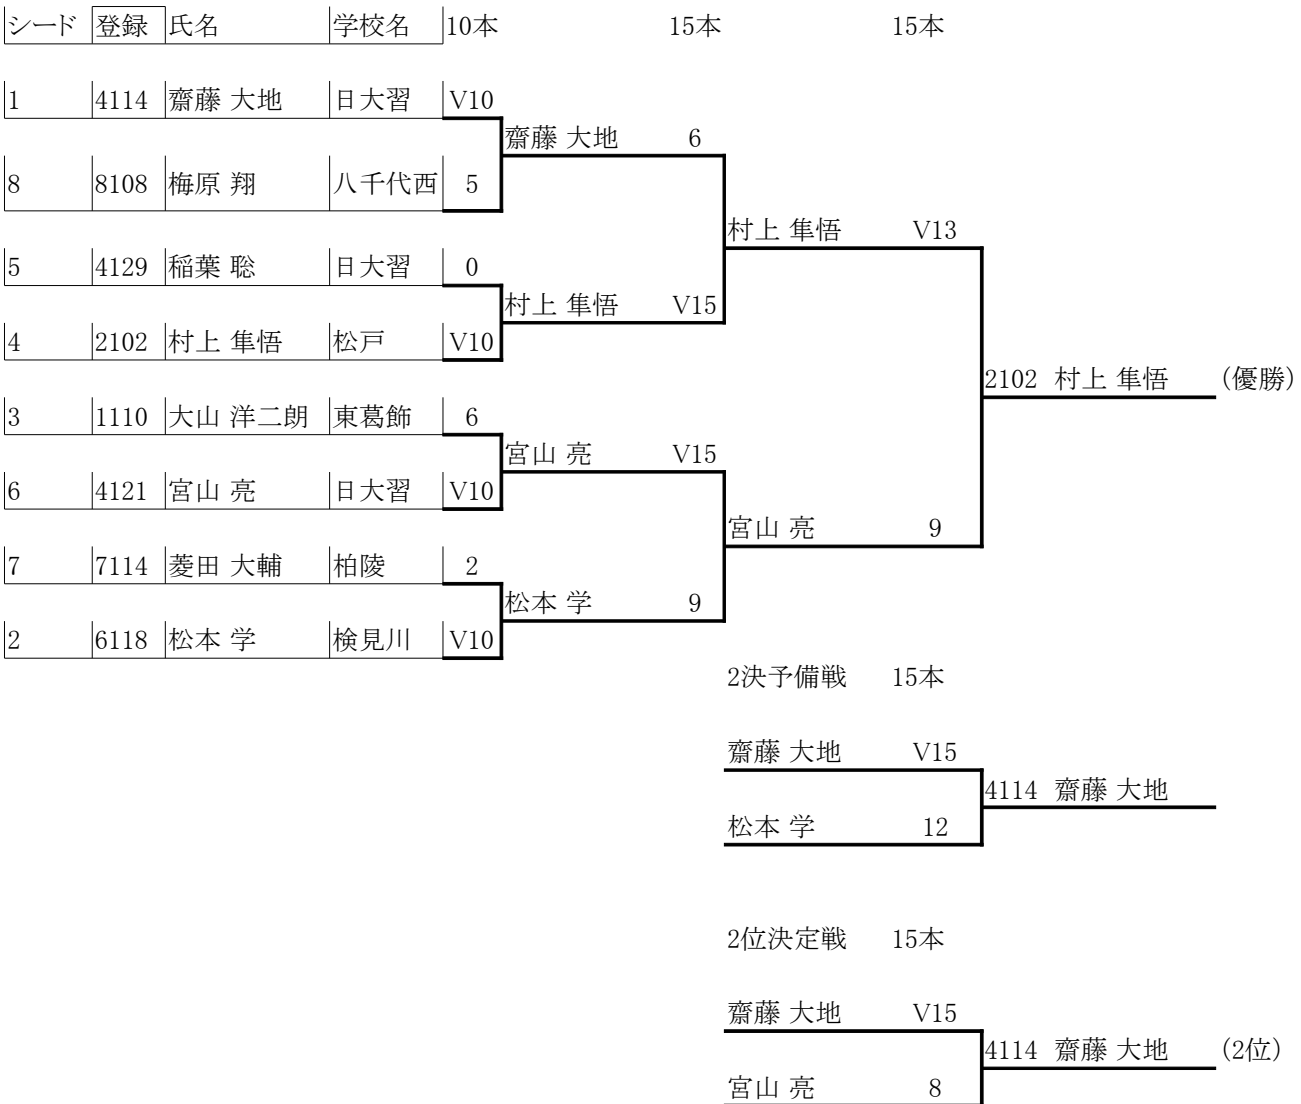 シード 登録 氏名 学校名 10本 15本 15本
1 4114 齋藤 大地 日大習 V10
齋藤 大地 6
8 8108 梅原 翔 八千代西 5
村上 隼悟 V13
5 4129 稲葉 聡 日大習 0
村上 隼悟 V15
4 2102 村上 隼悟 松戸 V10
2102 村上 隼悟 (優勝)
3 1110 大山 洋二朗 東葛飾 6
宮山 亮 V15
6 4121 宮山 亮 日大習 V10
宮山 亮 9
7 7114 菱田 大輔 柏陵 2
松本 学 9
2 6118 松本 学 検見川 V10
2決予備戦 15本
齋藤 大地 V15
4114 齋藤 大地
松本 学 12
2位決定戦 15本
齋藤 大地 V15
4114 齋藤 大地 (2位)
宮山 亮 8